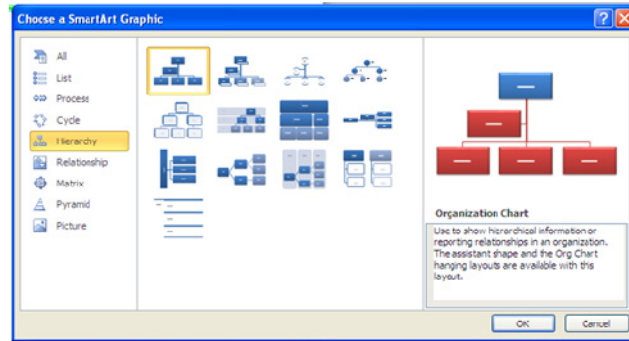 Choose a SmartArt Graphic
All
List
Process
Cycle
Hierarchy
Relationship
Matrix
Pyramid
Picture
Organization Chart
Use to show hierarchical information or
reporting relationships in an organization.
The assistant shape and the Org Chart
hanging layouts are available with this
layout.
OK
Cancel